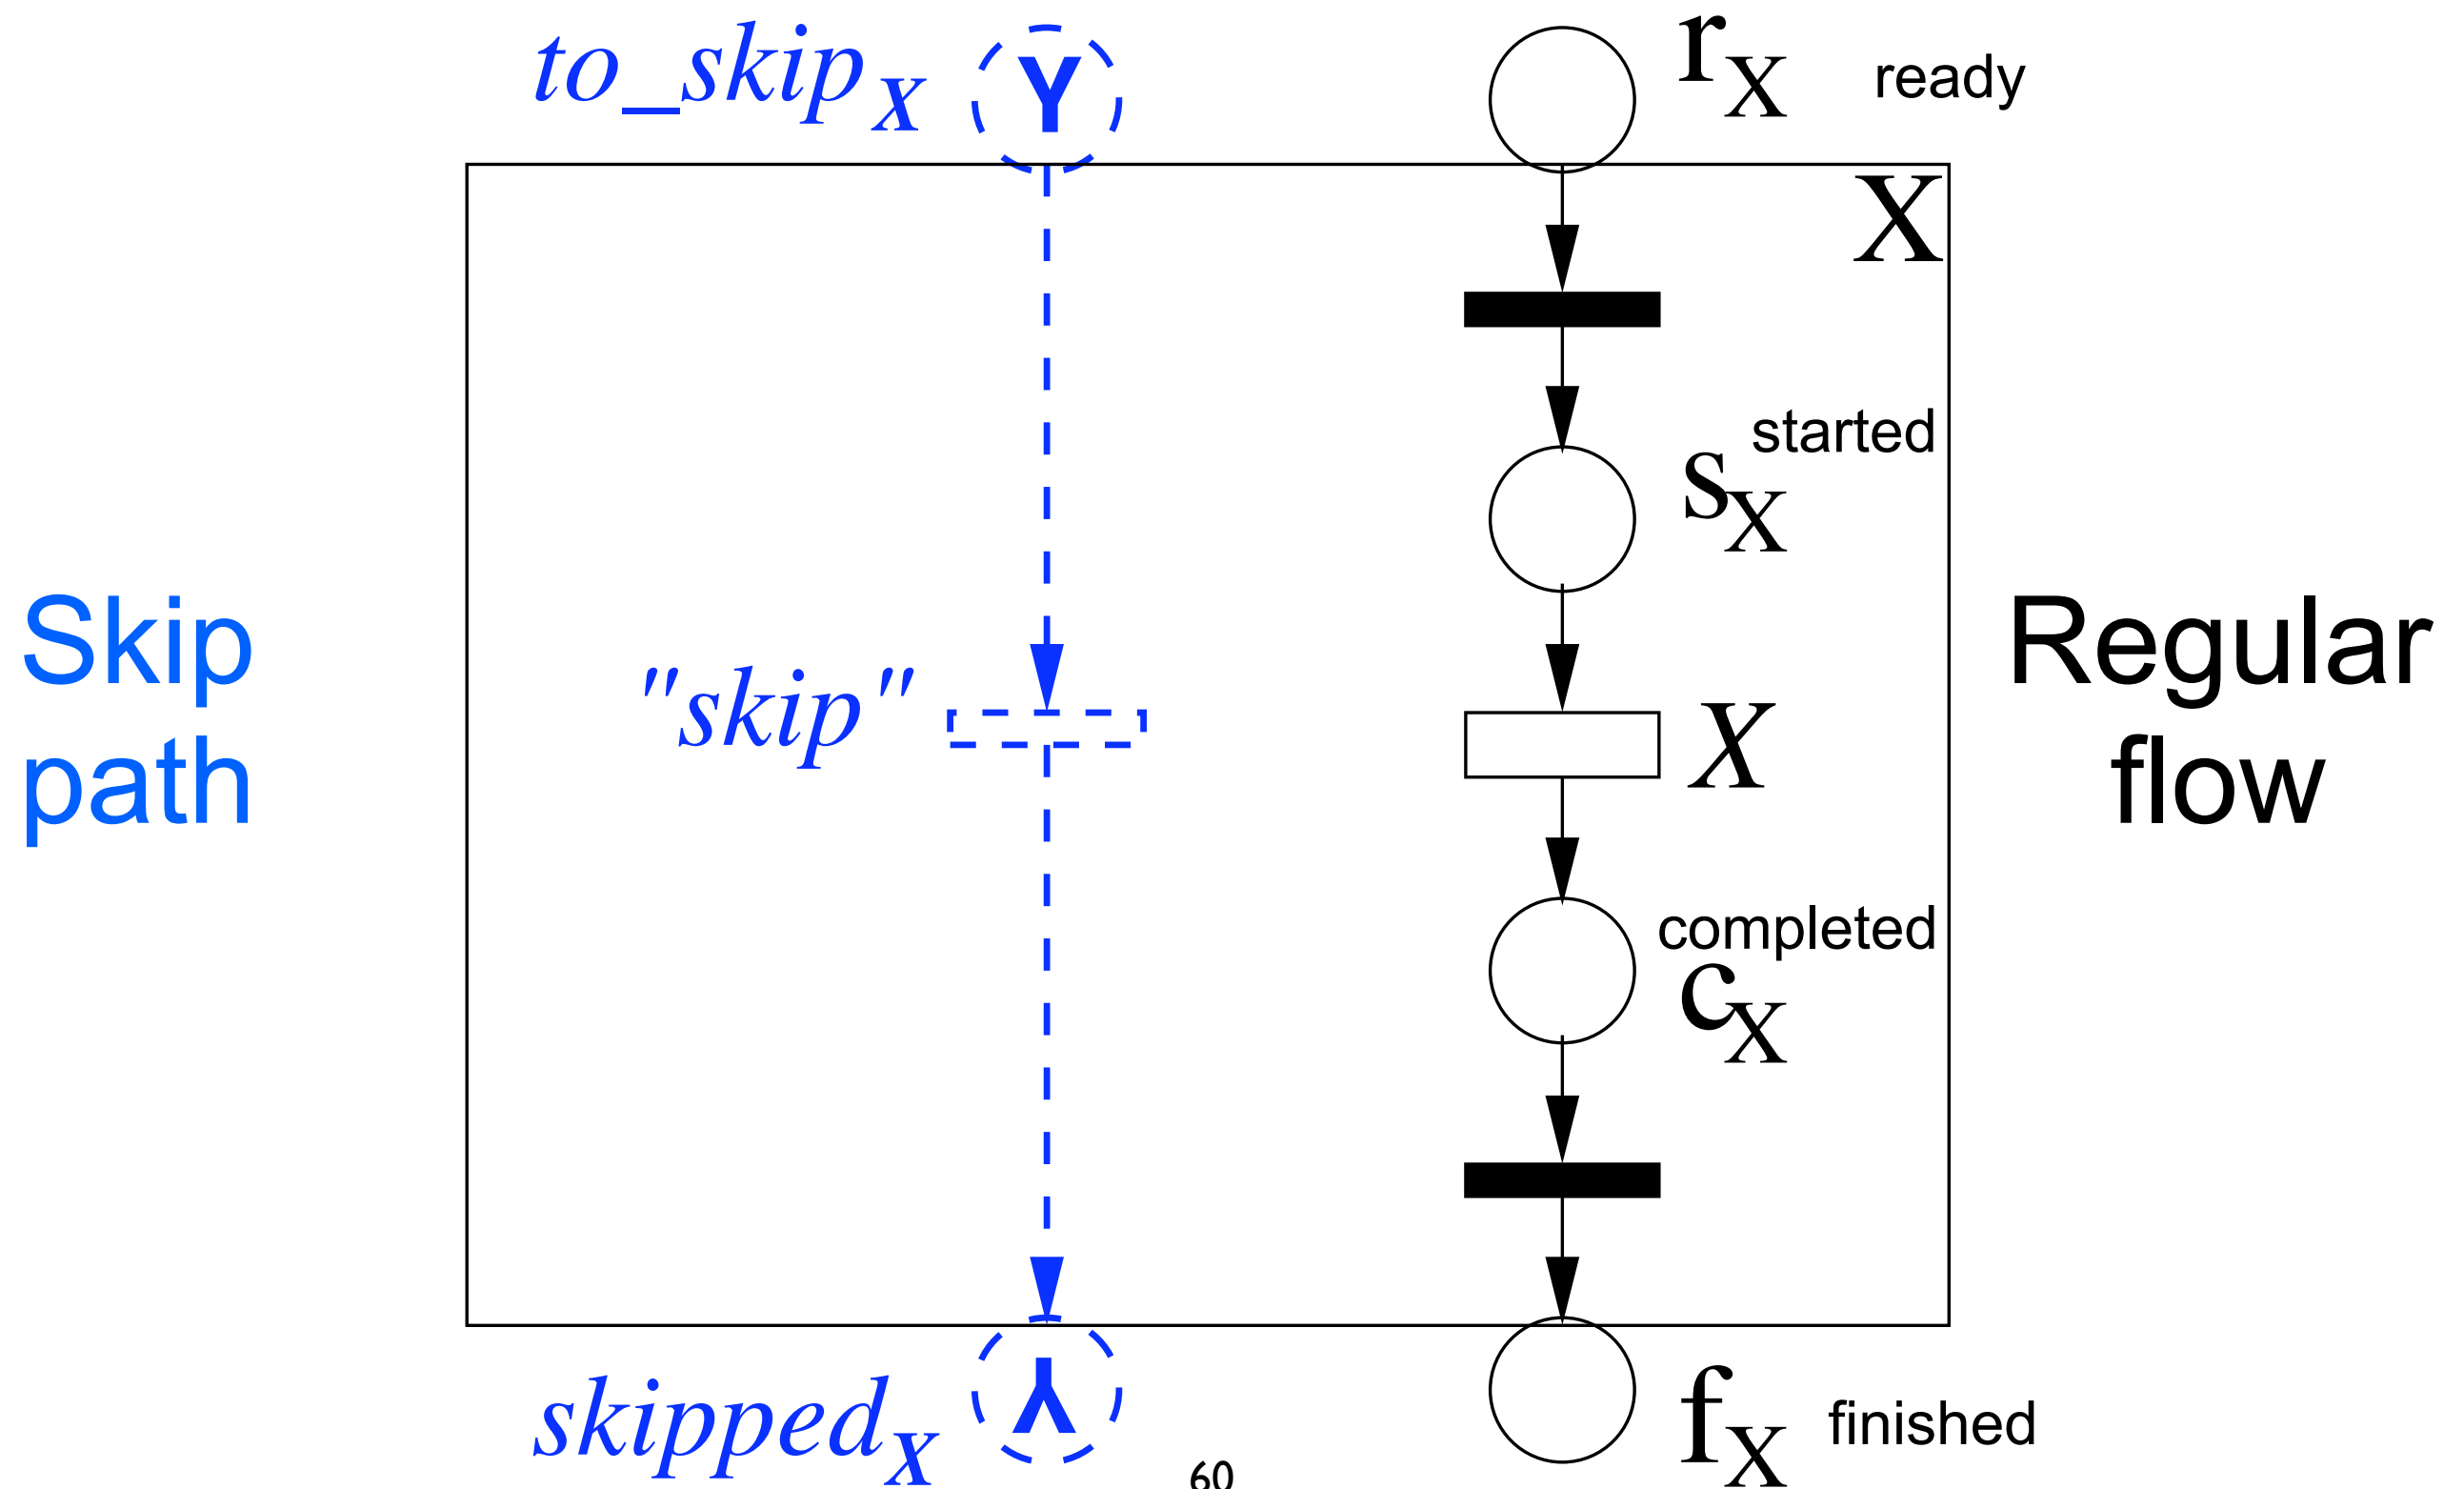 to_skipX
Y
rX ready
X
started
sX
Skip
path
"skip"
X
Regular
flow
completed
cX
skippedX
⅄
fX finished
60